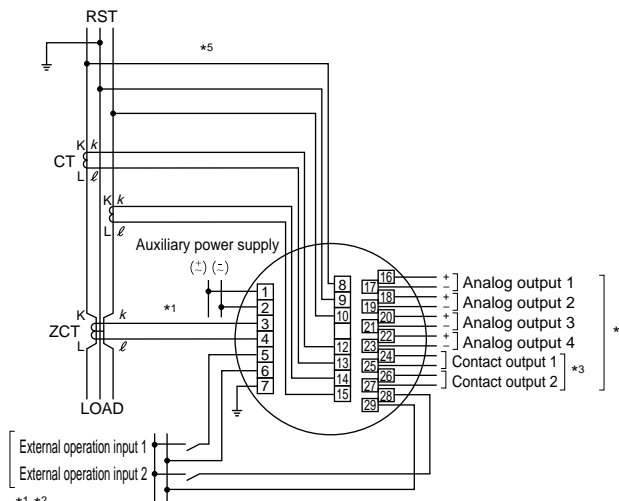 RST
*5
K k
CT
L ℓ
K k
L ℓ
Auxiliary power supply
(±~) (-~)
*1
K k
ZCT
L ℓ
LOAD
1
2
3
4
5
6
7
8
9
10
12
13
14
15
16
17
18
19
20
21
22
23
24
25
26
27
28
29
+
− Analog output 1
+
− Analog output 2
+
− Analog output 3
+
− Analog output 4
Contact output 1
Contact output 2
*3
*
External operation input 1
External operation input 2
*1 *2